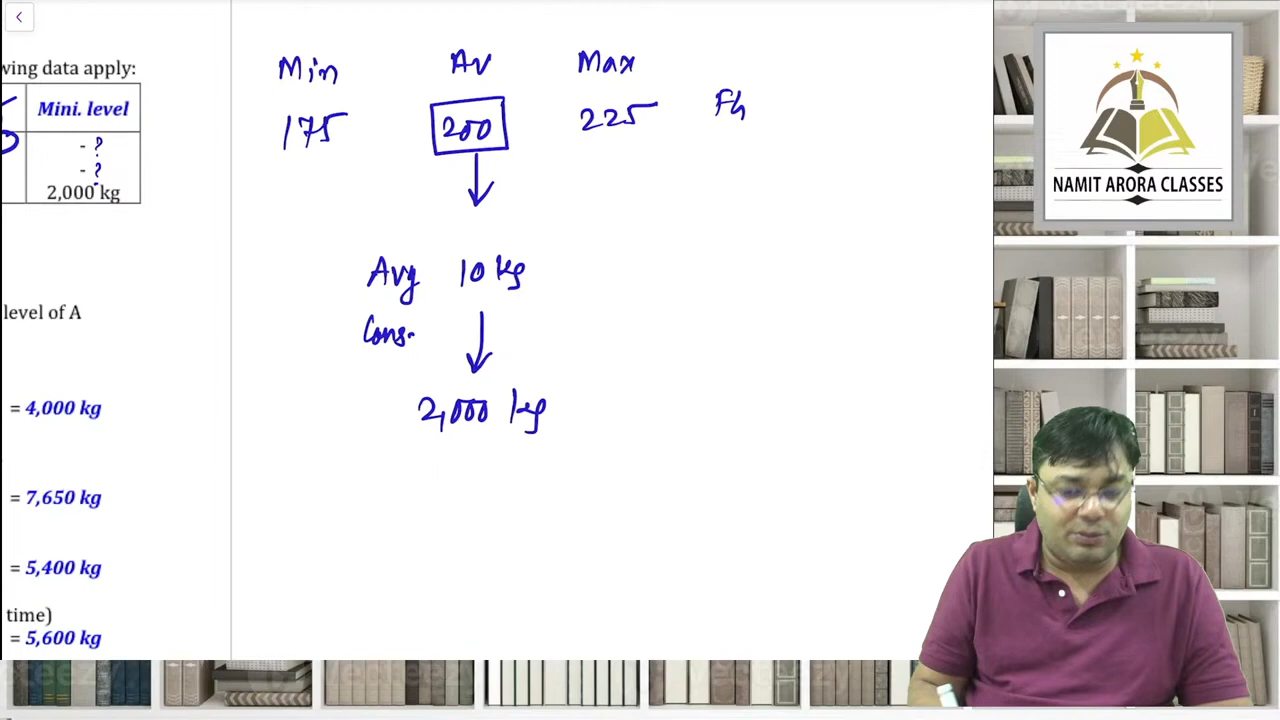 wing data apply:
Mini. level
- ?
- ?
2,000 kg
level of A
= 4,000 kg
= 7,650 kg
= 5,400 kg
time)
= 5,600 kg
Min Av Max
175 200 225 FG
Avg 10 kg
Cons.
2,000 kg
NAMIT ARORA CLASSES